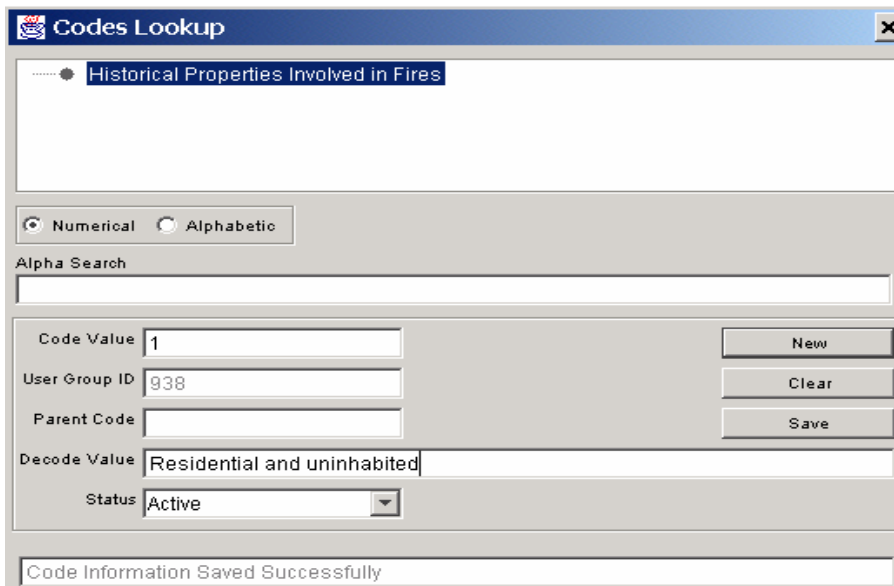 Codes Lookup
Historical Properties Involved in Fires
Numerical Alphabetic
Alpha Search
Code Value 1 New
User Group ID 938 Clear
Parent Code Save
Decode Value Residential and uninhabited
Status Active
Code Information Saved Successfully